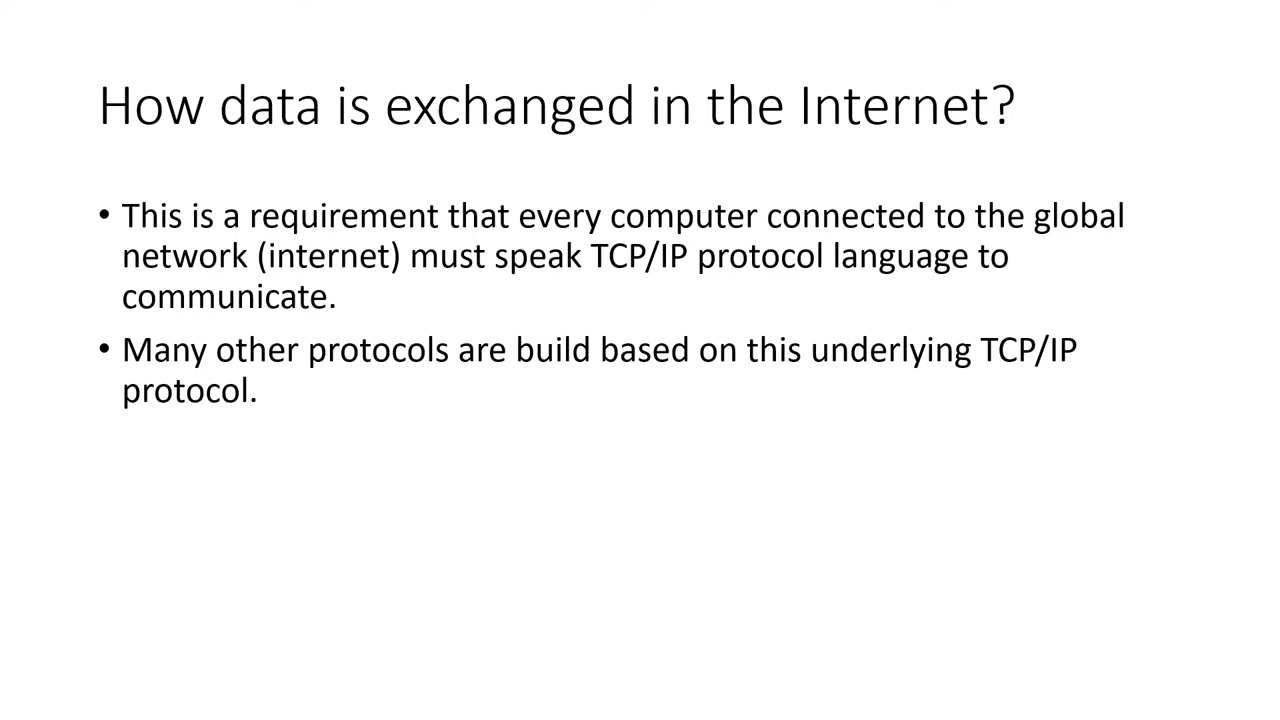 How data is exchanged in the Internet?
• This is a requirement that every computer connected to the global
network (internet) must speak TCP/IP protocol language to
communicate.
• Many other protocols are build based on this underlying TCP/IP
protocol.